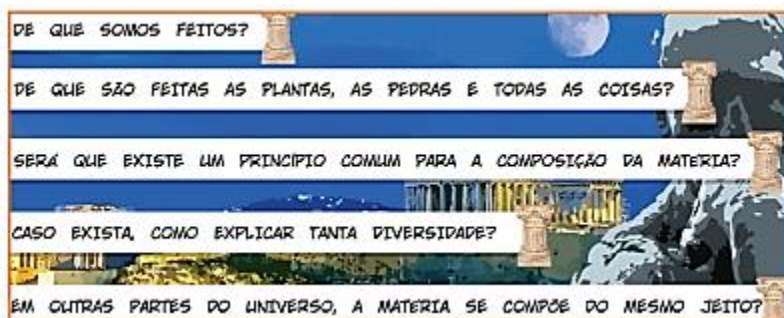 DE QUE SOMOS FEITOS?
DE QUE SÃO FEITAS AS PLANTAS, AS PEDRAS E TODAS AS COISAS?
SERÁ QUE EXISTE UM PRINCÍPIO COMUM PARA A COMPOSIÇÃO DA MATERIA?
CASO EXISTA, COMO EXPLICAR TANTA DIVERSIDADE?
EM OUTRAS PARTES DO UNIVERSO, A MATERIA SE COMPÕE DO MESMO JEITO?